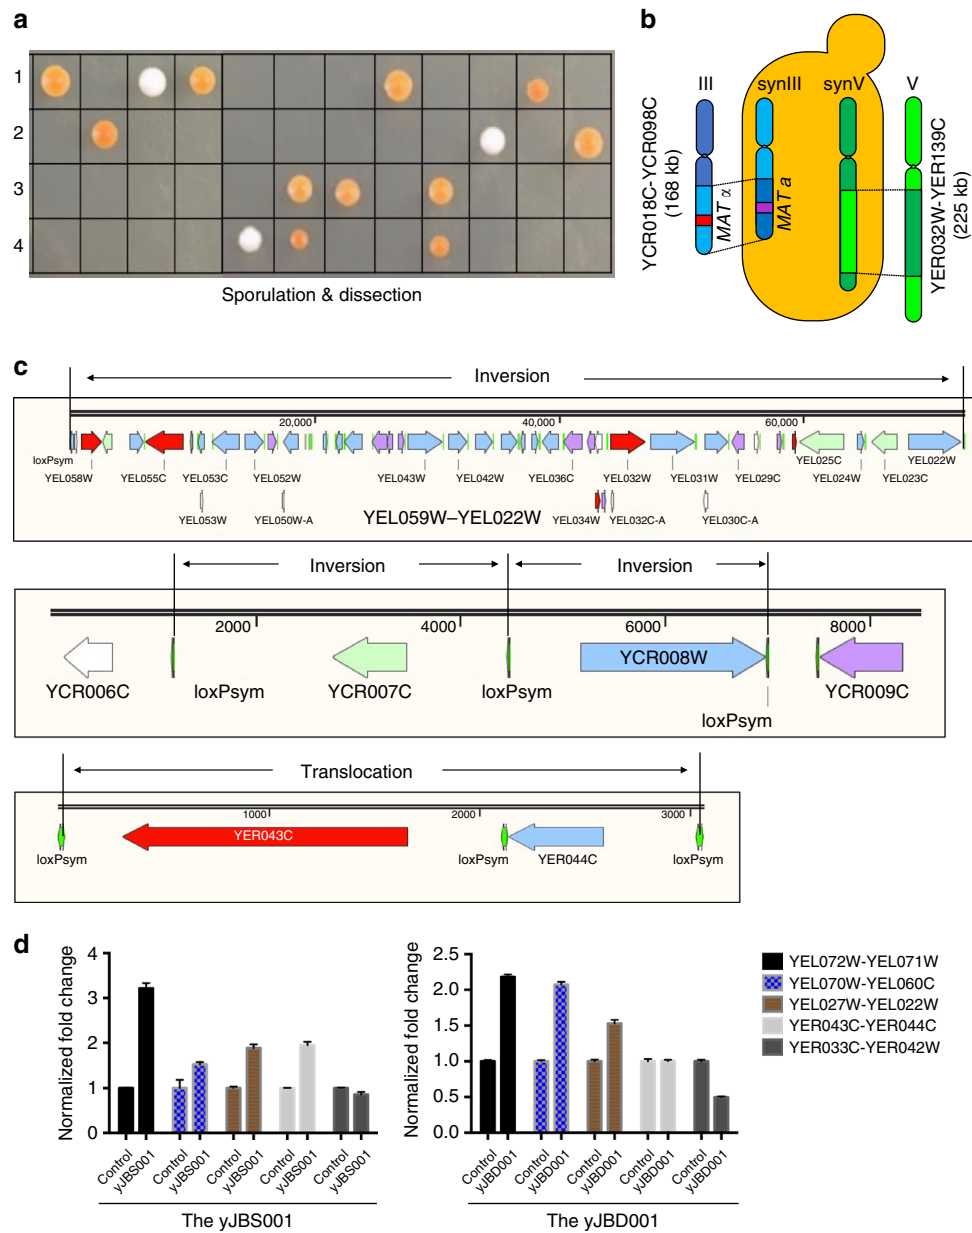 a
1
2
3
4
Sporulation & dissection
b
III
synIII
synV
V
YCR018C-YCR098C
(168 kb)
MAT α
MAT a
YER032W-YER139C
(225 kb)
c
Inversion
20,000
40,000
60,000
loxPsym
YEL025C
YEL058W
YEL055C
YEL053C
YEL052W
YEL043W
YEL042W
YEL036C
YEL032W
YEL031W
YEL029C
YEL024W
YEL023C
YEL022W
YEL053W
YEL050W-A
YEL059W–YEL022W
YEL034W
YEL032C-A
YEL030C-A
Inversion
Inversion
2000
4000
6000
8000
YCR008W
YCR006C
loxPsym
YCR007C
loxPsym
YCR009C
loxPsym
Translocation
1000
2000
3000
YER043C
loxPsym
loxPsym
YER044C
loxPsym
d
Normalized fold change
4
3
2
1
0
Control
yJBS001
Control
yJBS001
Control
yJBS001
Control
yJBS001
Control
yJBS001
The yJBS001
Normalized fold change
2.5
2.0
1.5
1.0
0.5
0.0
Control
yJBD001
Control
yJBD001
Control
yJBD001
Control
yJBD001
Control
yJBD001
The yJBD001
YEL072W-YEL071W
YEL070W-YEL060C
YEL027W-YEL022W
YER043C-YER044C
YER033C-YER042W